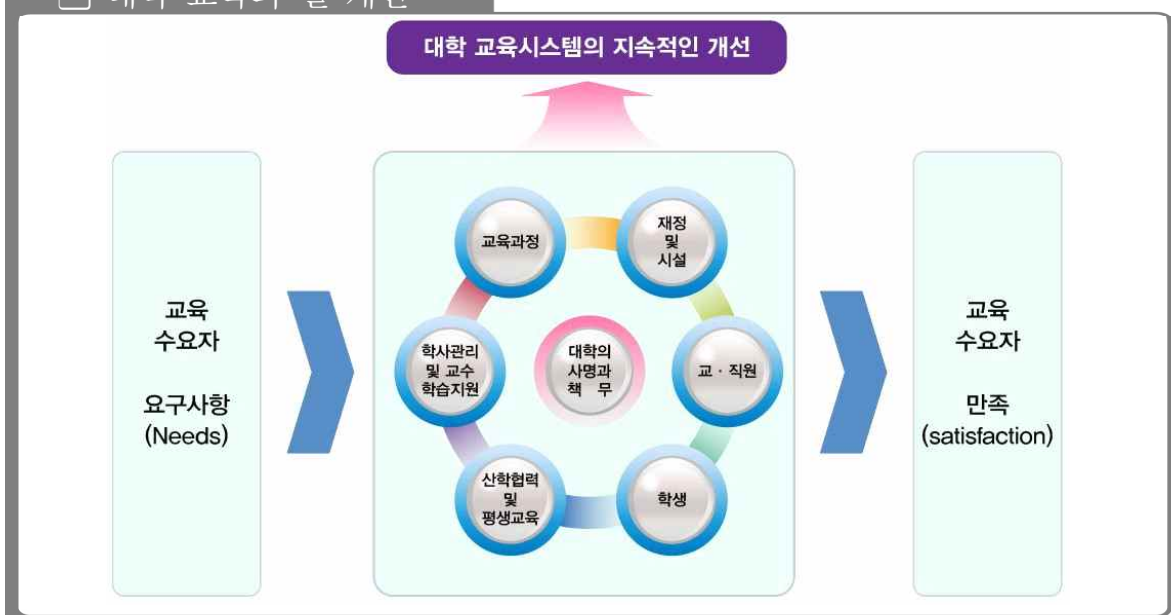 대학 교육시스템의 지속적인 개선
교육
수요자
요구사항
(Needs)
교육과정
재정
및
시설
학사관리
및 교수
학습지원
대학의
사명과
책 무
교 · 직원
산학협력
및
평생교육
학생
교육
수요자
만족
(satisfaction)